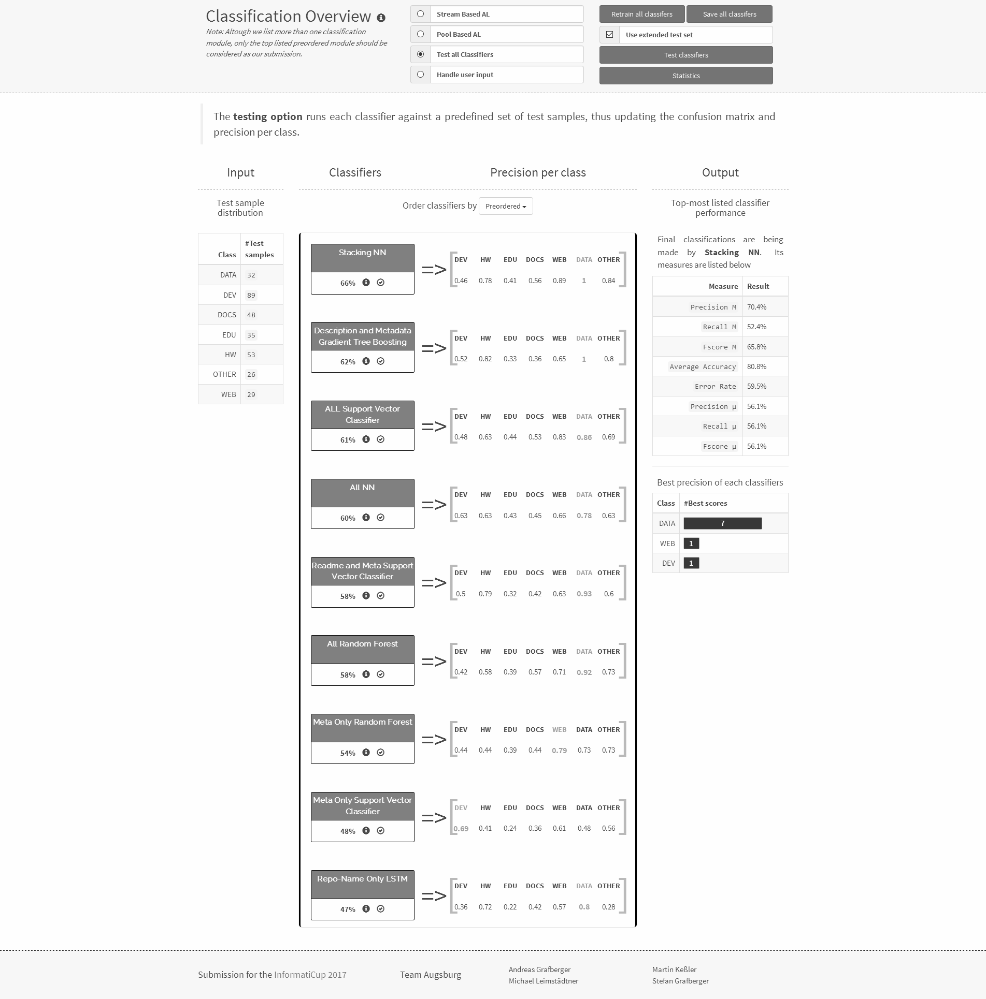 Classification Overview
Note: Altough we list more than one classification
module, only the top listed preordered module should be
considered as our submission.
Stream Based AL
Pool Based AL
Test all Classifiers
Handle user input
Retrain all classifers
Save all classifers
Use extended test set
Test classifiers
Statistics
The testing option runs each classifier against a predefined set of test samples, thus updating the confusion matrix and
precision per class.
Input
Test sample
distribution
Class #Test samples
DATA 32
DEV 89
DOCS 48
EDU 35
HW 53
OTHER 26
WEB 29
Classifiers
Precision per class
Order classifiers by Preordered
Stacking NN
66%
=>
DEV HW EDU DOCS WEB DATA OTHER
0.46 0.78 0.41 0.56 0.89 1 0.84
Description and Metadata
Gradient Tree Boosting
62%
=>
DEV HW EDU DOCS WEB DATA OTHER
0.52 0.82 0.33 0.36 0.65 1 0.8
ALL Support Vector
Classifier
61%
=>
DEV HW EDU DOCS WEB DATA OTHER
0.48 0.63 0.44 0.53 0.83 0.86 0.69
All NN
60%
=>
DEV HW EDU DOCS WEB DATA OTHER
0.63 0.63 0.43 0.45 0.66 0.78 0.63
Readme and Meta Support
Vector Classifier
58%
=>
DEV HW EDU DOCS WEB DATA OTHER
0.5 0.79 0.32 0.42 0.63 0.93 0.6
All Random Forest
58%
=>
DEV HW EDU DOCS WEB DATA OTHER
0.42 0.58 0.39 0.57 0.71 0.92 0.73
Meta Only Random Forest
54%
=>
DEV HW EDU DOCS WEB DATA OTHER
0.44 0.44 0.39 0.44 0.79 0.73 0.73
Meta Only Support Vector
Classifier
48%
=>
DEV HW EDU DOCS WEB DATA OTHER
0.69 0.41 0.24 0.36 0.61 0.48 0.56
Repo-Name Only LSTM
47%
=>
DEV HW EDU DOCS WEB DATA OTHER
0.36 0.72 0.22 0.42 0.57 0.8 0.28
Output
Top-most listed classifier
performance
Final classifications are being
made by Stacking NN. Its
measures are listed below
Measure Result
Precision M 70.4%
Recall M 52.4%
Fscore M 65.8%
Average Accuracy 80.8%
Error Rate 59.5%
Precision μ 56.1%
Recall μ 56.1%
Fscore μ 56.1%
Best precision of each classifiers
Class #Best scores
DATA 7
WEB 1
DEV 1
Submission for the InformatiCup 2017
Team Augsburg
Andreas Grafberger
Michael Leimstädtner
Martin Keßler
Stefan Grafberger